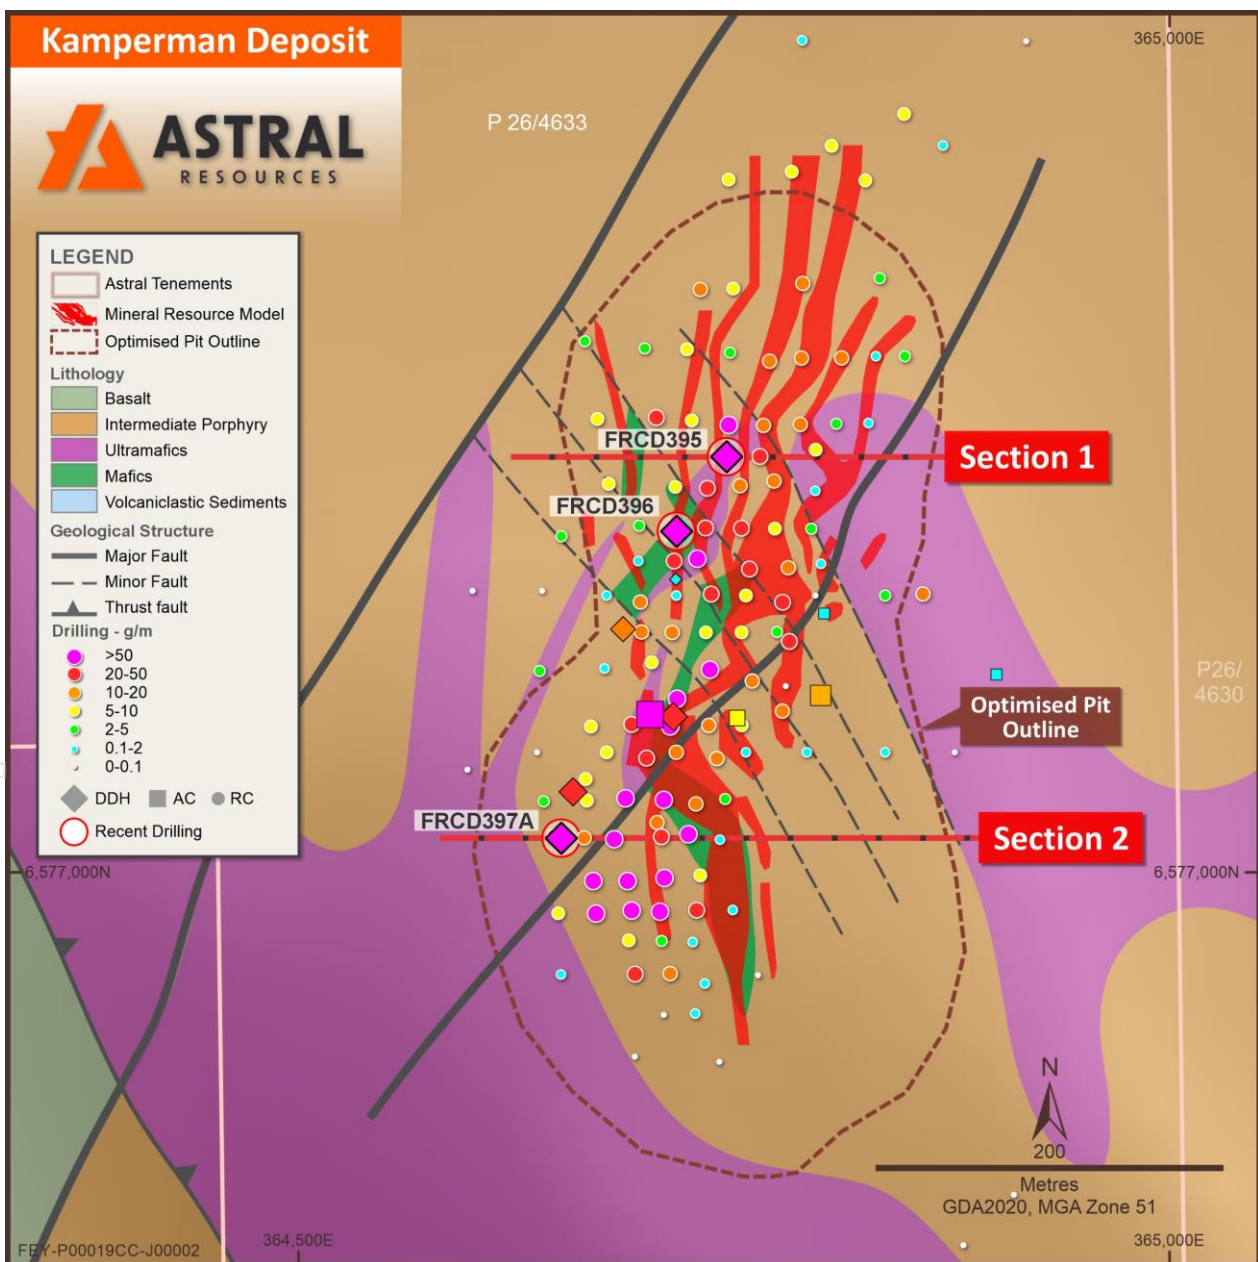 Kamperman Deposit
365,000E
ASTRAL
RESOURCES
P 26/4633
LEGEND
Astral Tenements
Mineral Resource Model
Optimised Pit Outline
Lithology
Basalt
Intermediate Porphyry
Ultramafics
Mafics
Volcaniclastic Sediments
Geological Structure
Major Fault
Minor Fault
Thrust fault
Drilling - g/m
>50
20-50
10-20
5-10
2-5
0.1-2
0-0.1
DDH AC RC
Recent Drilling
FRCD395
Section 1
FRCD396
P26/
4630
Optimised Pit
Outline
FRCD397A
Section 2
6,577,000N
6,577,000N
N
200
Metres
GDA2020, MGA Zone 51
FEY-P00019CC-J00002
364,500E
365,000E